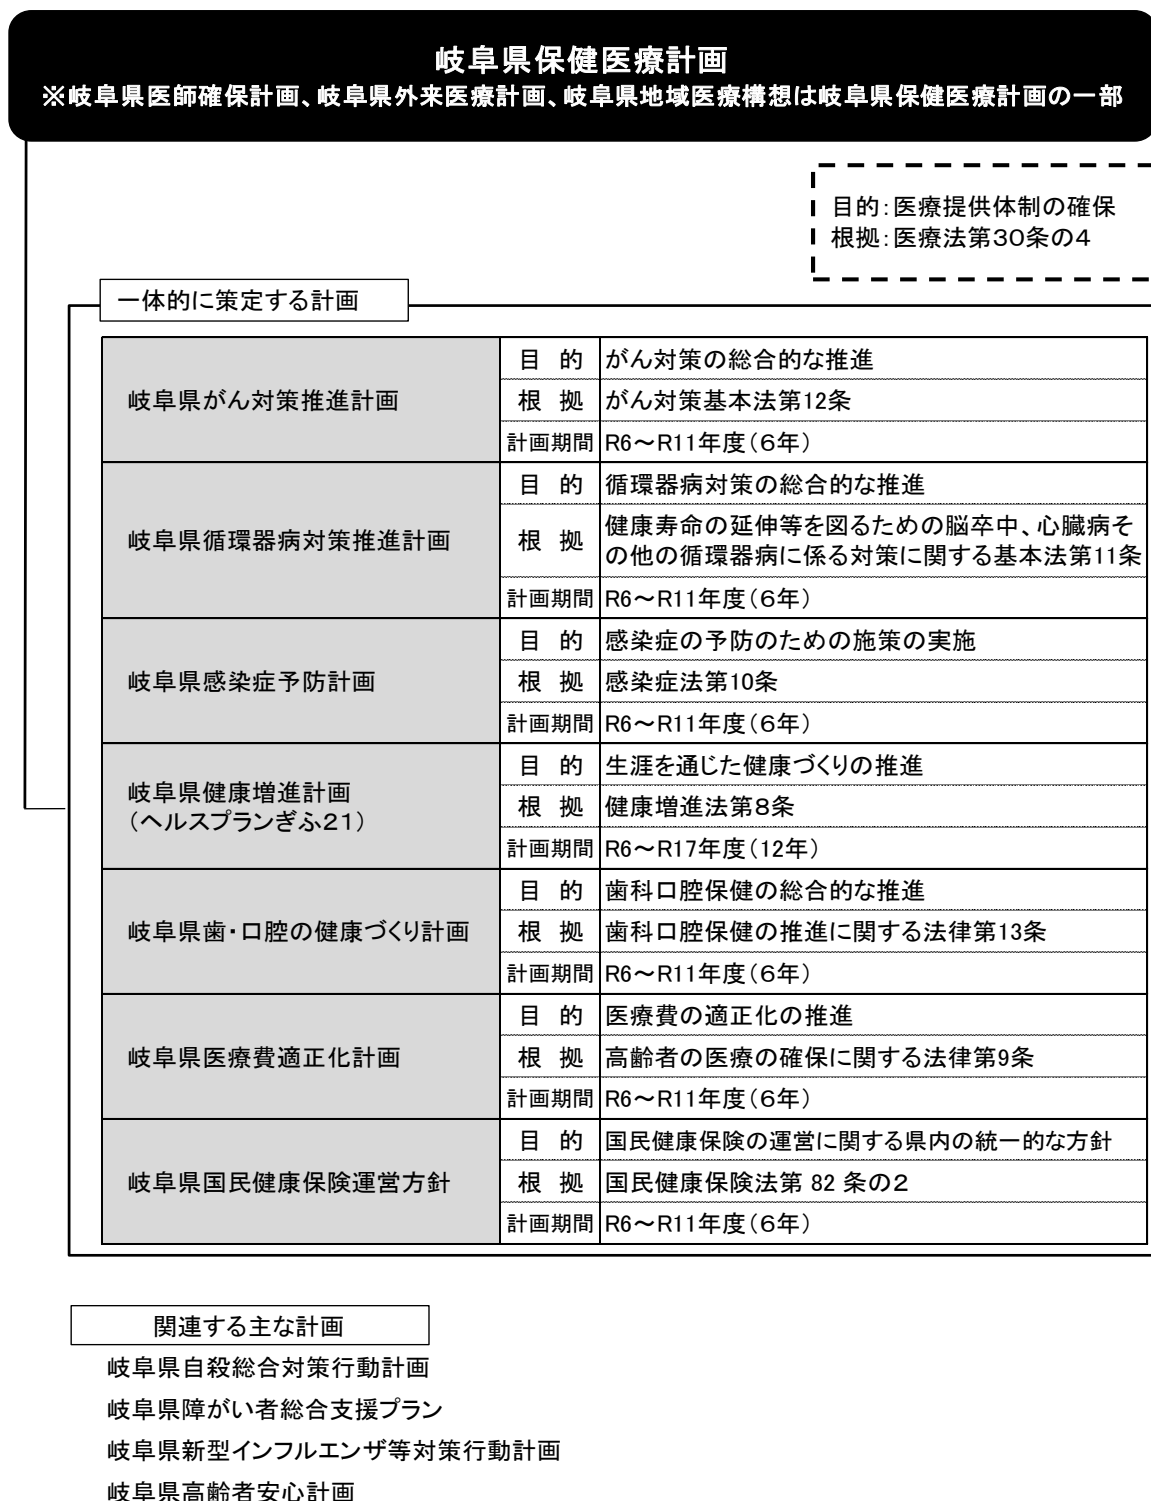 岐阜県保健医療計画
※岐阜県医師確保計画、岐阜県外来医療計画、岐阜県地域医療構想は岐阜県保健医療計画の一部
目的:医療提供体制の確保
根拠:医療法第30条の4
一体的に策定する計画
岐阜県がん対策推進計画
目 的 がん対策の総合的な推進
根 拠 がん対策基本法第12条
計画期間 R6～R11年度(6年)
岐阜県循環器病対策推進計画
目 的 循環器病対策の総合的な推進
根 拠 健康寿命の延伸等を図るための脳卒中、心臓病そ
の他の循環器病に係る対策に関する基本法第11条
計画期間 R6～R11年度(6年)
岐阜県感染症予防計画
目 的 感染症の予防のための施策の実施
根 拠 感染症法第10条
計画期間 R6～R11年度(6年)
岐阜県健康増進計画
(ヘルスプランぎふ21)
目 的 生涯を通じた健康づくりの推進
根 拠 健康増進法第8条
計画期間 R6～R17年度(12年)
岐阜県歯・口腔の健康づくり計画
目 的 歯科口腔保健の総合的な推進
根 拠 歯科口腔保健の推進に関する法律第13条
計画期間 R6～R11年度(6年)
岐阜県医療費適正化計画
目 的 医療費の適正化の推進
根 拠 高齢者の医療の確保に関する法律第9条
計画期間 R6～R11年度(6年)
岐阜県国民健康保険運営方針
目 的 国民健康保険の運営に関する県内の統一的な方針
根 拠 国民健康保険法第 82 条の2
計画期間 R6～R11年度(6年)
関連する主な計画
岐阜県自殺総合対策行動計画
岐阜県障がい者総合支援プラン
岐阜県新型インフルエンザ等対策行動計画
岐阜県高齢者安心計画